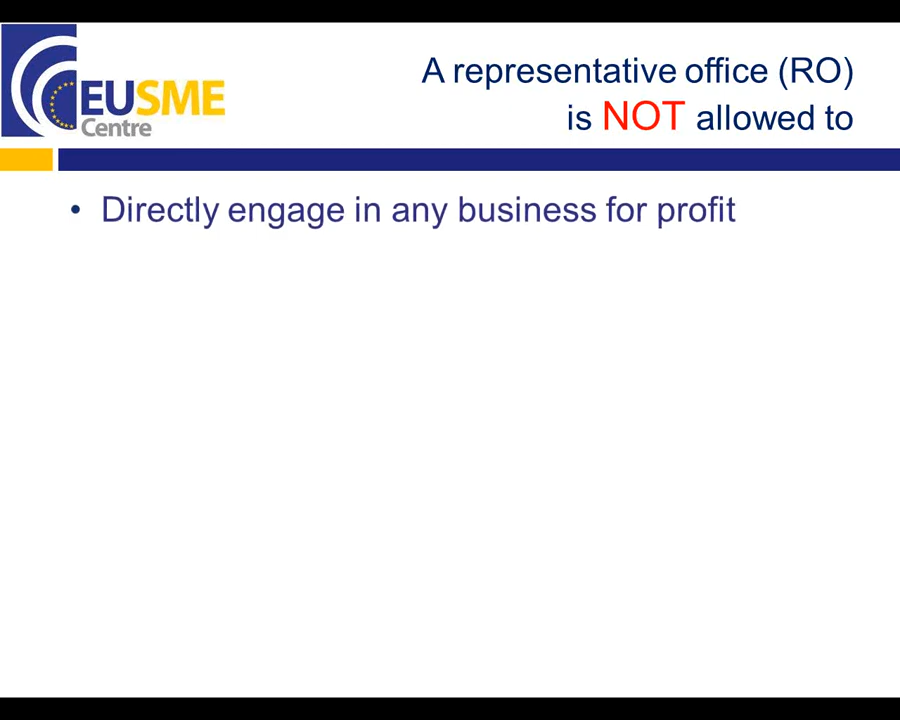 EUSME
Centre
A representative office (RO)
is NOT allowed to
• Directly engage in any business for profit